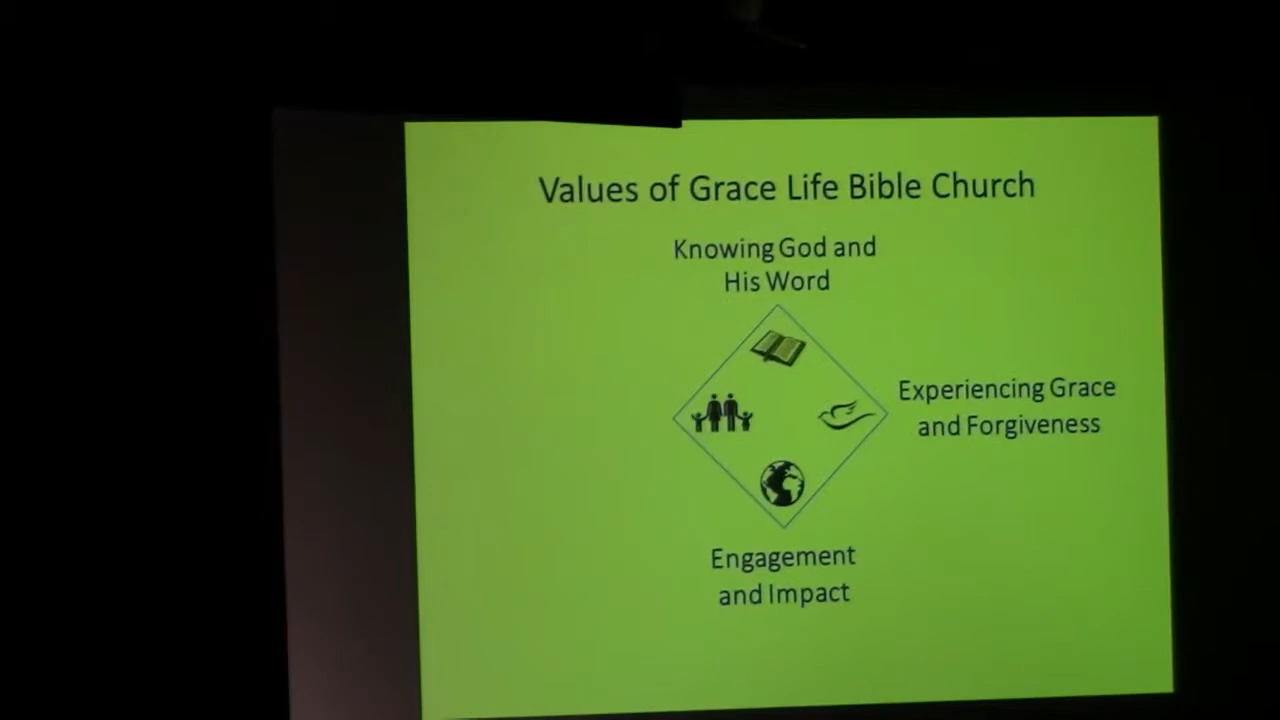 Values of Grace Life Bible Church
Knowing God and
His Word
Experiencing Grace
and Forgiveness
Engagement
and Impact